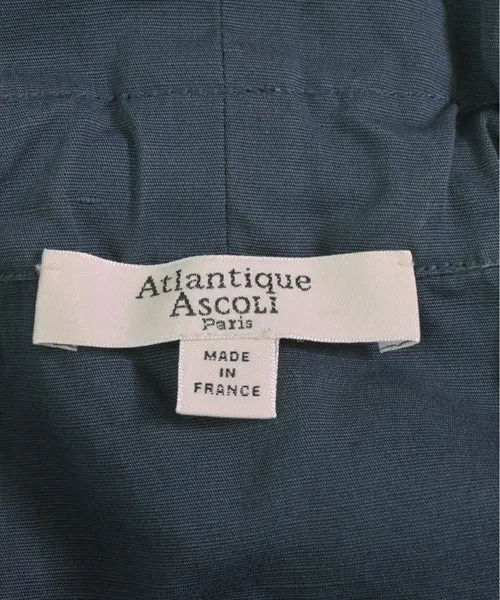 Atlantique
ASCOLI
Paris
MADE
IN
FRANCE